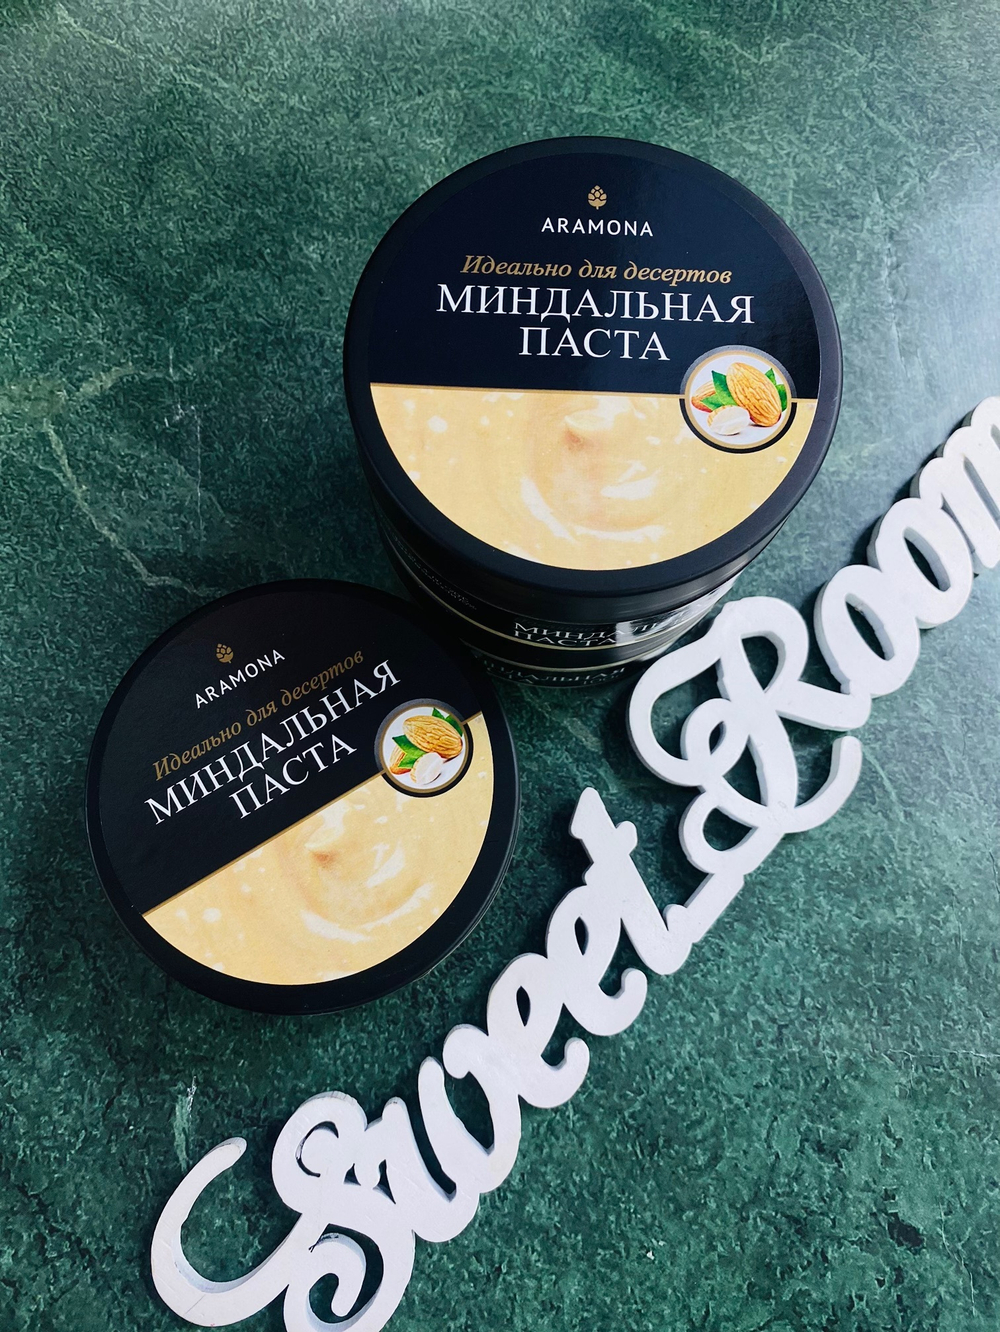 ARAMONA
Идеально для десертов
МИНДАЛЬНАЯ
ПАСТА
ARAMONA
Идеально для десертов
МИНДАЛЬНАЯ
ПАСТА
Sweet Room